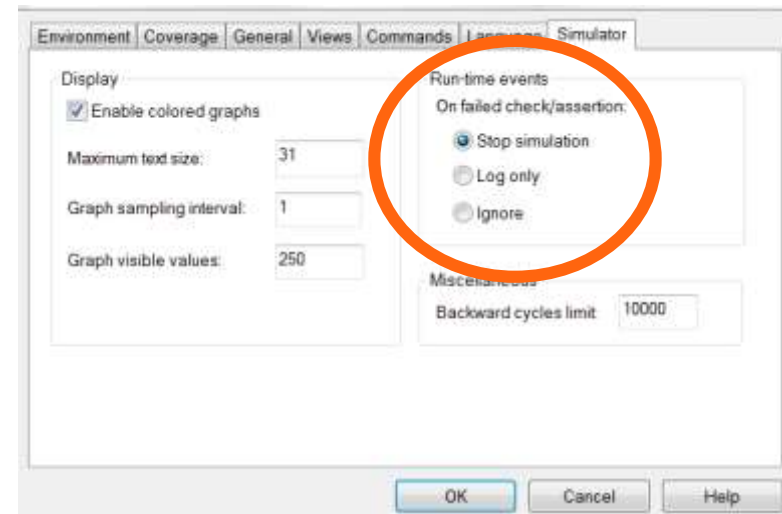 Environment Coverage General Views Commands Language Simulator
Display
Enable colored graphs
Maximum text size: 31
Graph sampling interval: 1
Graph visible values: 250
Run-time events
On failed check/assertion:
Stop simulation
Log only
Ignore
Miscellaneous
Backward cycles limit 10000
OK Cancel Help